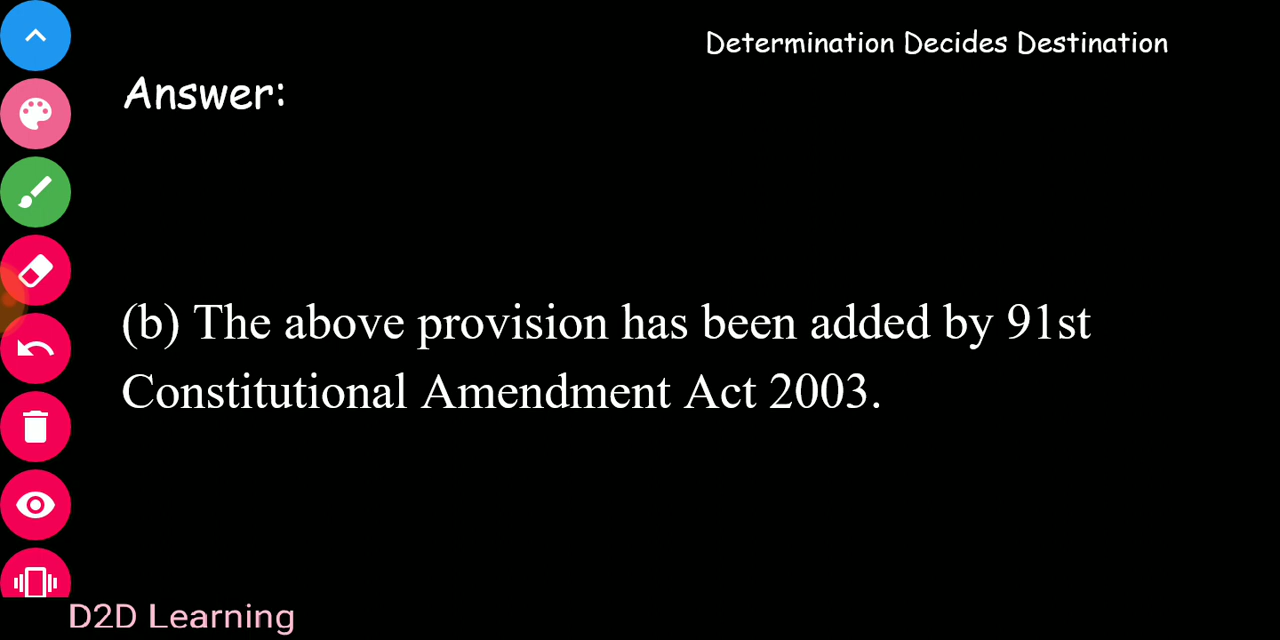 Determination Decides Destination
Answer:
(b) The above provision has been added by 91st
Constitutional Amendment Act 2003.
D2D Learning